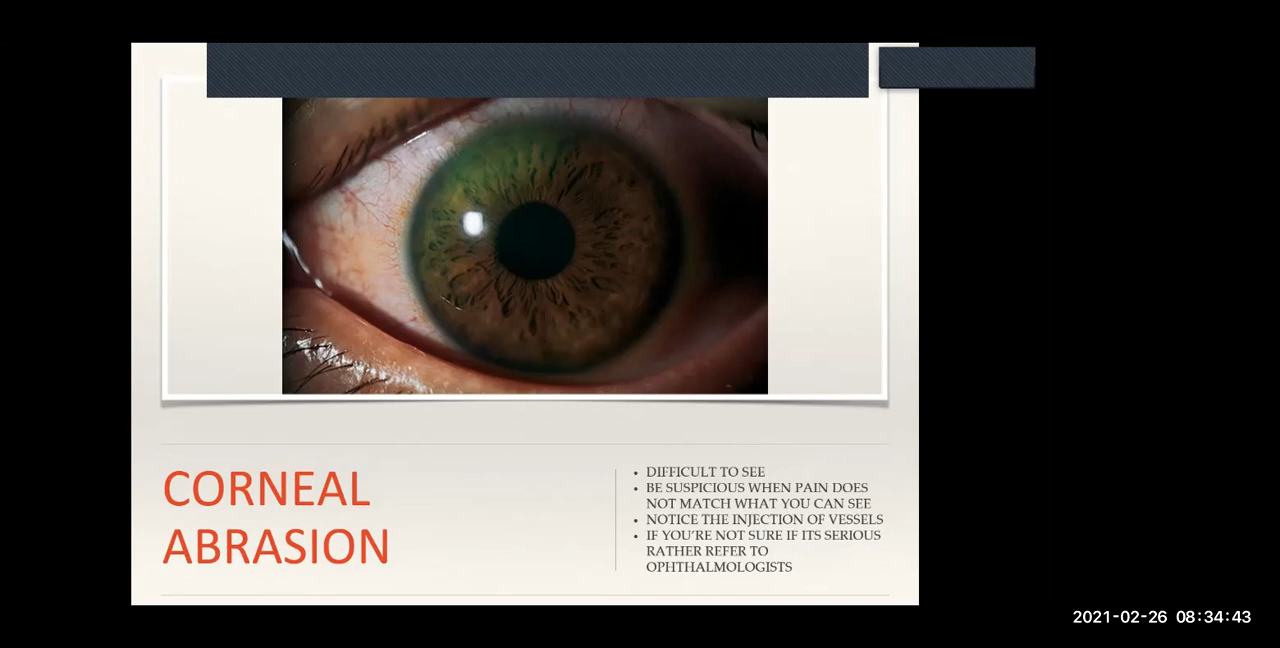 CORNEAL
ABRASION
• DIFFICULT TO SEE
• BE SUSPICIOUS WHEN PAIN DOES
NOT MATCH WHAT YOU CAN SEE
• NOTICE THE INJECTION OF VESSELS
• IF YOU'RE NOT SURE IF ITS SERIOUS
RATHER REFER TO
OPHTHALMOLOGISTS
2021-02-26 08:34:43